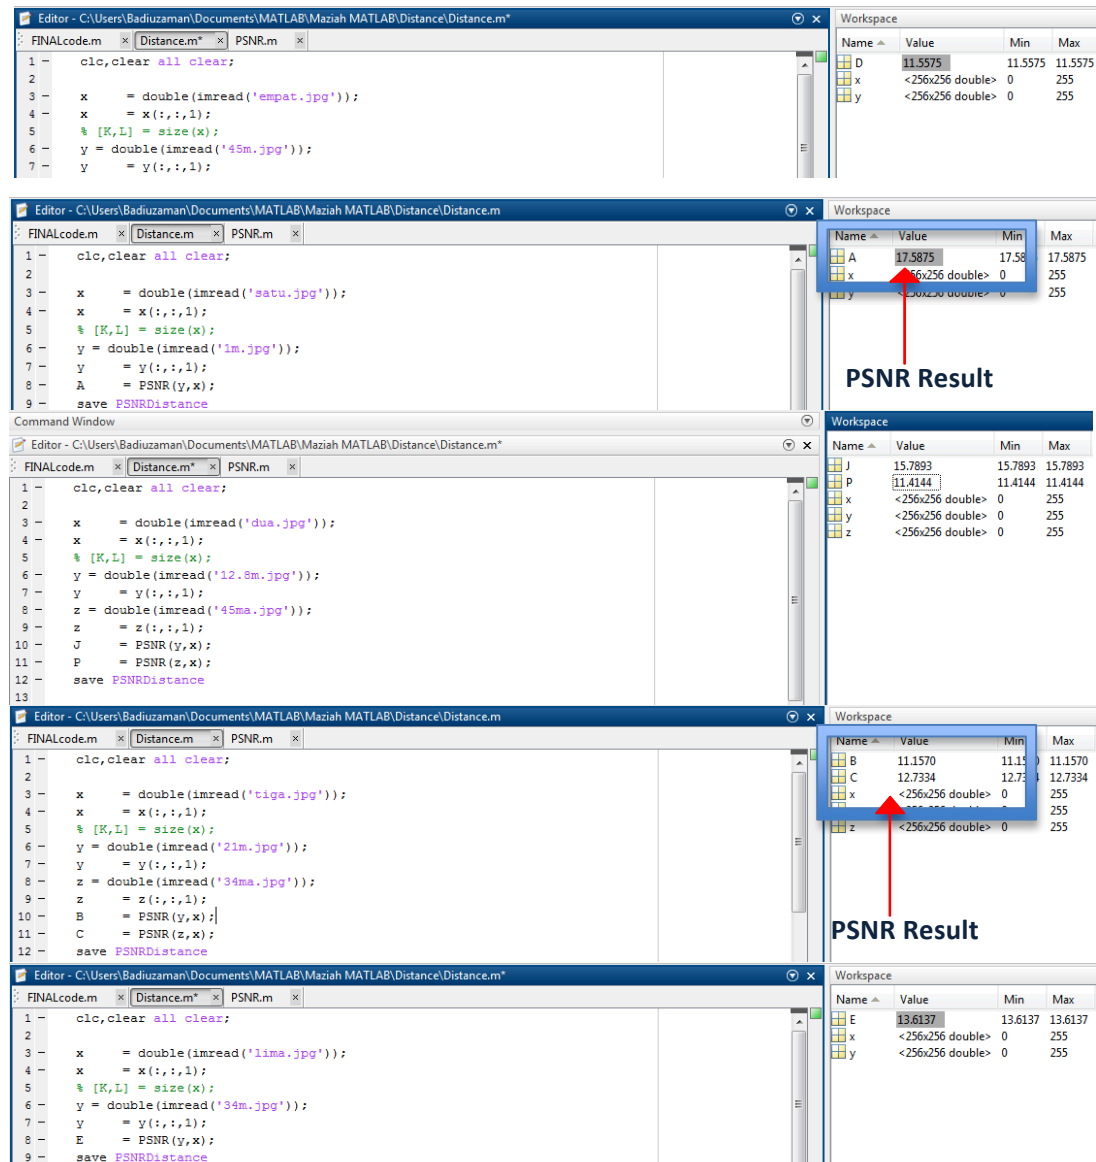 Editor - C:\Users\Badiuzaman\Documents\MATLAB\Maziah MATLAB\Distance\Distance.m*
FINALcode.m × Distance.m* × PSNR.m ×
1 – clc,clear all clear;
2
3 – x = double(imread('empat.jpg'));
4 – x = x(:,:,1);
5 % [K,L] = size(x);
6 – y = double(imread('45m.jpg'));
7 – y = y(:,:,1);
Workspace
Name Value Min Max
D 11.5575 11.5575 11.5575
x <256x256 double> 0 255
y <256x256 double> 0 255
Editor - C:\Users\Badiuzaman\Documents\MATLAB\Maziah MATLAB\Distance\Distance.m
FINALcode.m × Distance.m × PSNR.m ×
1 – clc,clear all clear;
2
3 – x = double(imread('satu.jpg'));
4 – x = x(:,:,1);
5 % [K,L] = size(x);
6 – y = double(imread('1m.jpg'));
7 – y = y(:,:,1);
8 – A = PSNR(y,x);
9 – save PSNRDistance
Workspace
Name Value Min Max
A 17.5875 17.58 17.5875
x <256x256 double> 0 255
y <256x256 double> 0 255
PSNR Result
Command Window
Editor - C:\Users\Badiuzaman\Documents\MATLAB\Maziah MATLAB\Distance\Distance.m*
FINALcode.m × Distance.m* × PSNR.m ×
1 – clc,clear all clear;
2
3 – x = double(imread('dua.jpg'));
4 – x = x(:,:,1);
5 % [K,L] = size(x);
6 – y = double(imread('12.8m.jpg'));
7 – y = y(:,:,1);
8 – z = double(imread('45ma.jpg'));
9 – z = z(:,:,1);
10 – J = PSNR(y,x);
11 – P = PSNR(z,x);
12 – save PSNRDistance
13
Workspace
Name Value Min Max
J 15.7893 15.7893 15.7893
P 11.4144 11.4144 11.4144
x <256x256 double> 0 255
y <256x256 double> 0 255
z <256x256 double> 0 255
Editor - C:\Users\Badiuzaman\Documents\MATLAB\Maziah MATLAB\Distance\Distance.m
FINALcode.m × Distance.m × PSNR.m ×
1 – clc,clear all clear;
2
3 – x = double(imread('tiga.jpg'));
4 – x = x(:,:,1);
5 % [K,L] = size(x);
6 – y = double(imread('21m.jpg'));
7 – y = y(:,:,1);
8 – z = double(imread('34ma.jpg'));
9 – z = z(:,:,1);
10 – B = PSNR(y,x);
11 – C = PSNR(z,x);
12 – save PSNRDistance
Workspace
Name Value Min Max
B 11.1570 11.15 0 11.1570
C 12.7334 12.73 4 12.7334
x <256x256 double> 0 255
255
z <256x256 double> 0 255
PSNR Result
Editor - C:\Users\Badiuzaman\Documents\MATLAB\Maziah MATLAB\Distance\Distance.m*
FINALcode.m × Distance.m* × PSNR.m ×
1 – clc,clear all clear;
2
3 – x = double(imread('lima.jpg'));
4 – x = x(:,:,1);
5 % [K,L] = size(x);
6 – y = double(imread('34m.jpg'));
7 – y = y(:,:,1);
8 – E = PSNR(y,x);
9 – save PSNRDistance
Workspace
Name Value Min Max
E 13.6137 13.6137 13.6137
x <256x256 double> 0 255
y <256x256 double> 0 255